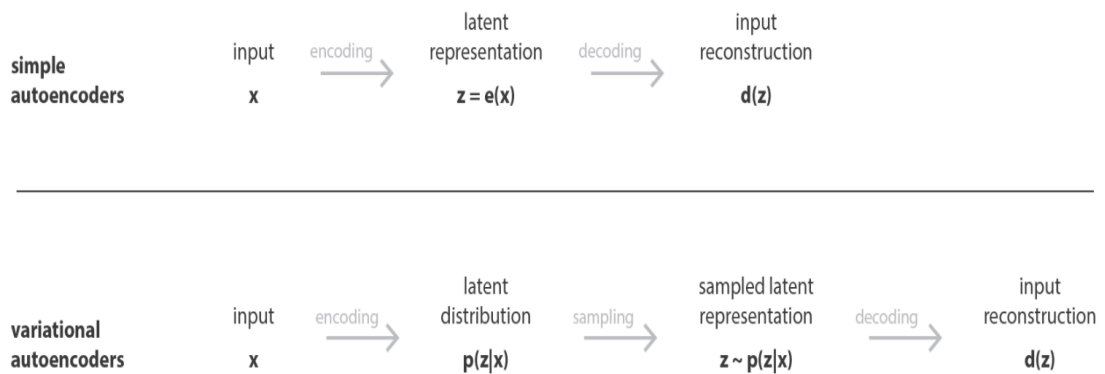 simple
autoencoders
input
x
encoding
latent
representation
z = e(x)
decoding
input
reconstruction
d(z)
variational
autoencoders
input
x
encoding
latent
distribution
p(z|x)
sampling
sampled latent
representation
z ~ p(z|x)
decoding
input
reconstruction
d(z)